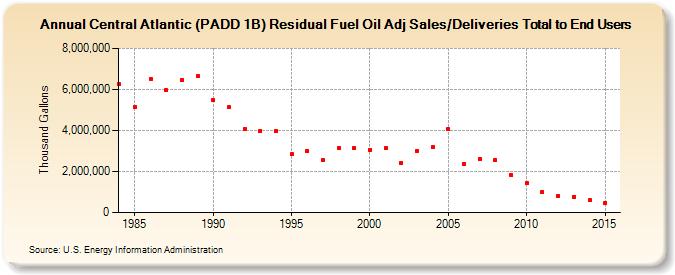 Annual Central Atlantic (PADD 1B) Residual Fuel Oil Adj Sales/Deliveries Total to End Users
Thousand Gallons
8,000,000
6,000,000
4,000,000
2,000,000
0
1985 1990 1995 2000 2005 2010 2015
Source: U.S. Energy Information Administration